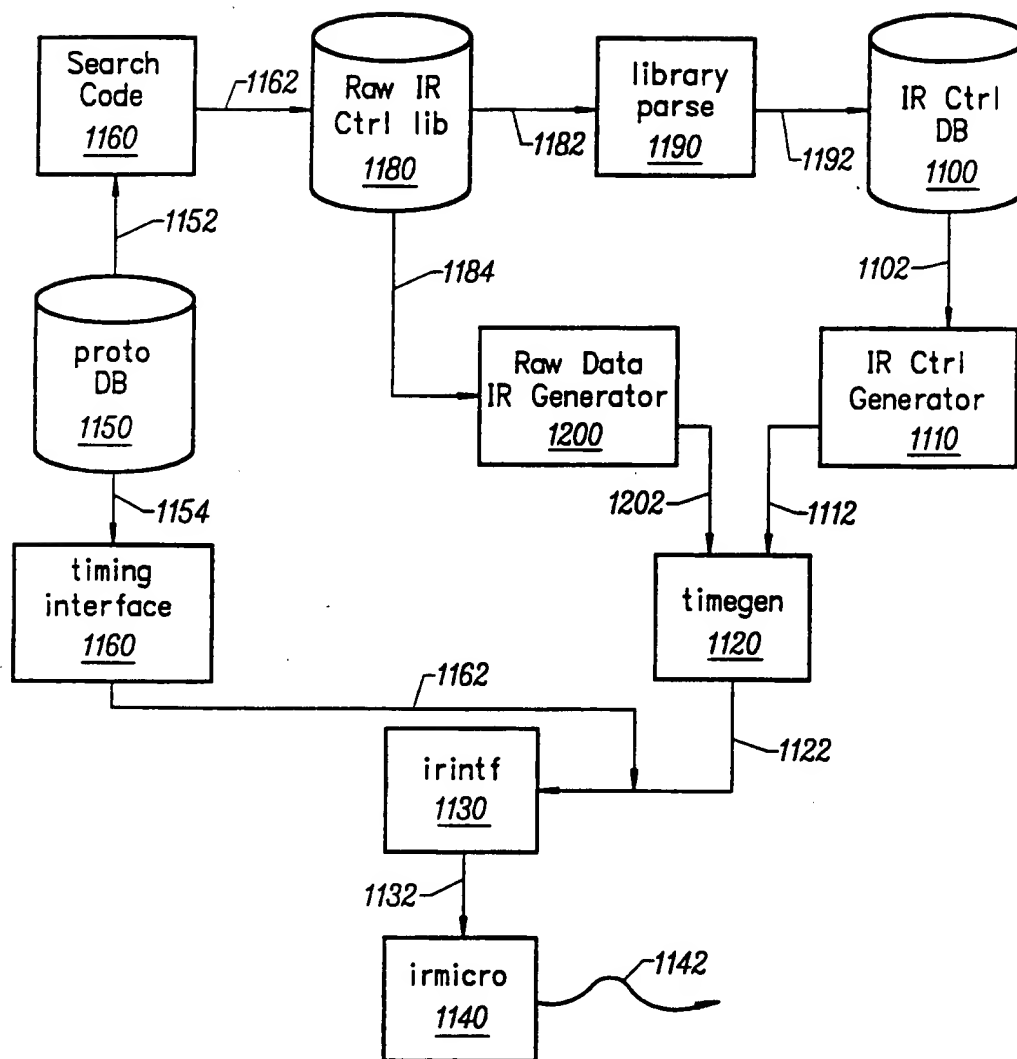 Search
Code
1160
1162
Raw IR
Ctrl lib
1180
1182
library
parse
1190
1192
IR Ctrl
DB
1100
1152
1184
1102
proto
DB
1150
Raw Data
IR Generator
1200
IR Ctrl
Generator
1110
1154
1202
1112
timing
interface
1160
timegen
1120
1162
1122
irintf
1130
1132
irmicro
1140
1142